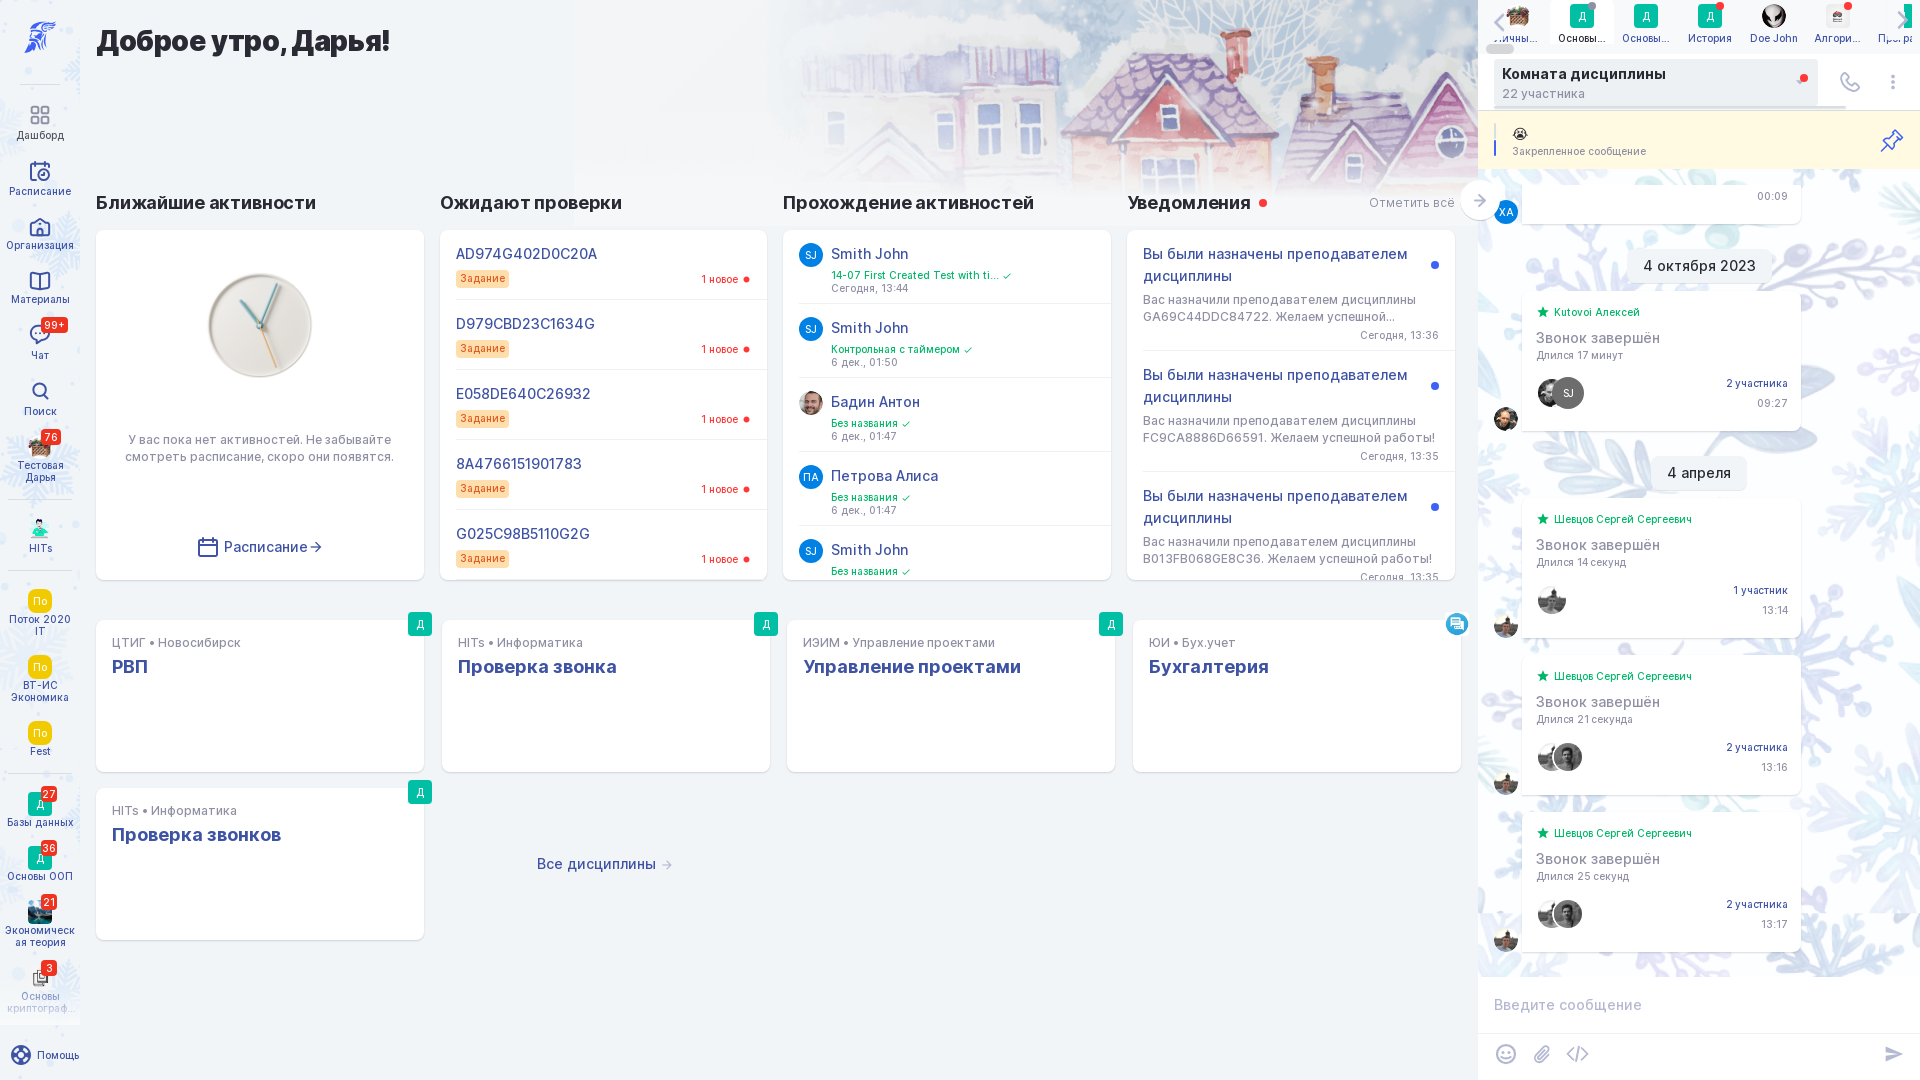 Дашборд
Расписание
Организация
Материалы
99+
Чат
Поиск
76
Тестовая
Дарья
HITs
По
Поток 2020
IT
По
ВТ-ИС
Экономика
По
Fest
27
Д
Базы данных
36
Д
Основы ООП
21
Экономическ
ая теория
3
Основы
криптограф...
Помощь
Доброе утро, Дарья!
Ближайшие активности
У вас пока нет активностей. Не забывайте
смотреть расписание, скоро они появятся.
Расписание
Ожидают проверки
AD974G402D0C20A
Задание
1 новое
D979CBD23C1634G
Задание
1 новое
E058DE640C26932
Задание
1 новое
8A4766151901783
Задание
1 новое
G025C98B5110G2G
Задание
1 новое
Прохождение активностей
SJ
Smith John
14-07 First Created Test with ti...
Сегодня, 13:44
SJ
Smith John
Контрольная с таймером
6 дек., 01:50
Бадин Антон
Без названия
6 дек., 01:47
ПА
Петрова Алиса
Без названия
6 дек., 01:47
SJ
Smith John
Без названия
Уведомления
Отметить всё
Вы были назначены преподавателем
дисциплины
Вас назначили преподавателем дисциплины
GA69C44DDC84722. Желаем успешной...
Сегодня, 13:36
Вы были назначены преподавателем
дисциплины
Вас назначили преподавателем дисциплины
FC9CA8886D66591. Желаем успешной работы!
Сегодня, 13:35
Вы были назначены преподавателем
дисциплины
Вас назначили преподавателем дисциплины
B013FB068GE8C36. Желаем успешной работы!
Сегодня, 13:35
Д
ЦТИГ • Новосибирск
РВП
Д
HITs • Информатика
Проверка звонка
Д
ИЭИМ • Управление проектами
Управление проектами
ЮИ • Бух.учет
Бухгалтерия
Д
HITs • Информатика
Проверка звонков
Все дисциплины
Личны...
Д
Основы...
Д
Основы...
Д
История
Doe John
Алгори...
Програ
Комната дисциплины
22 участника
Закрепленное сообщение
00:09
ХА
4 октября 2023
Kutovoi Алексей
Звонок завершён
Длился 17 минут
SJ
2 участника
09:27
4 апреля
Шевцов Сергей Сергеевич
Звонок завершён
Длился 14 секунд
1 участник
13:14
Шевцов Сергей Сергеевич
Звонок завершён
Длился 21 секунда
2 участника
13:16
Шевцов Сергей Сергеевич
Звонок завершён
Длился 25 секунд
2 участника
13:17
Введите сообщение